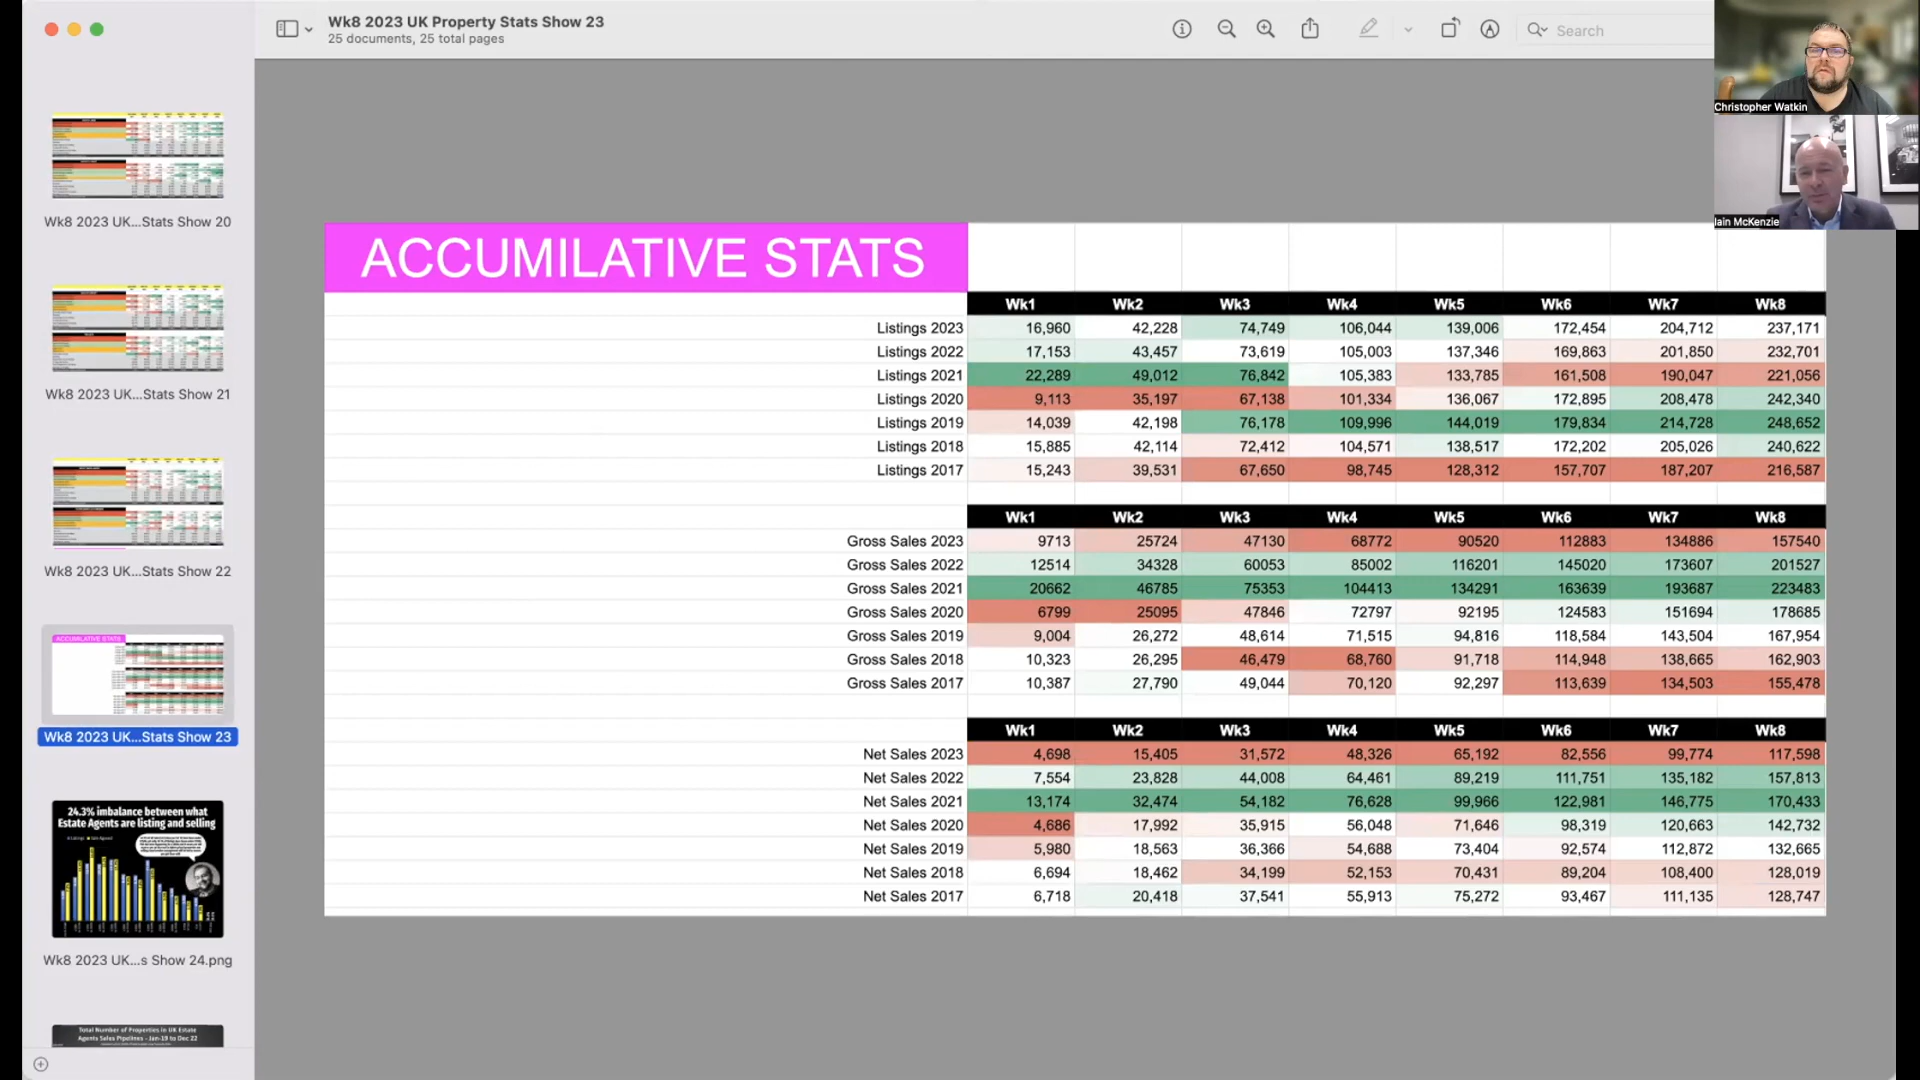 Wk8 2023 UK Property Stats Show 23
25 documents, 25 total pages
Search
Christopher Watkin
Iain McKenzie
Wk8 2023 UK...Stats Show 20
Wk8 2023 UK...Stats Show 21
Wk8 2023 UK...Stats Show 22
ACCUMILATIVE STATS
Wk8 2023 UK...Stats Show 23
24.3% imbalance between what
Estate Agents are listing and selling
Wk8 2023 UK...s Show 24.png
Total Number of Properties in UK Estate
Agents Sales Pipelines - Jan-19 to Dec 22
ACCUMILATIVE STATS
Wk1 Wk2 Wk3 Wk4 Wk5 Wk6 Wk7 Wk8
Listings 2023 16,960 42,228 74,749 106,044 139,006 172,454 204,712 237,171
Listings 2022 17,153 43,457 73,619 105,003 137,346 169,863 201,850 232,701
Listings 2021 22,289 49,012 76,842 105,383 133,785 161,508 190,047 221,056
Listings 2020 9,113 35,197 67,138 101,334 136,067 172,895 208,478 242,340
Listings 2019 14,039 42,198 76,178 109,996 144,019 179,834 214,728 248,652
Listings 2018 15,885 42,114 72,412 104,571 138,517 172,202 205,026 240,622
Listings 2017 15,243 39,531 67,650 98,745 128,312 157,707 187,207 216,587
Wk1 Wk2 Wk3 Wk4 Wk5 Wk6 Wk7 Wk8
Gross Sales 2023 9713 25724 47130 68772 90520 112883 134886 157540
Gross Sales 2022 12514 34328 60053 85002 116201 145020 173607 201527
Gross Sales 2021 20662 46785 75353 104413 134291 163639 193687 223483
Gross Sales 2020 6799 25095 47846 72797 92195 124583 151694 178685
Gross Sales 2019 9,004 26,272 48,614 71,515 94,816 118,584 143,504 167,954
Gross Sales 2018 10,323 26,295 46,479 68,760 91,718 114,948 138,665 162,903
Gross Sales 2017 10,387 27,790 49,044 70,120 92,297 113,639 134,503 155,478
Wk1 Wk2 Wk3 Wk4 Wk5 Wk6 Wk7 Wk8
Net Sales 2023 4,698 15,405 31,572 48,326 65,192 82,556 99,774 117,598
Net Sales 2022 7,554 23,828 44,008 64,461 89,219 111,751 135,182 157,813
Net Sales 2021 13,174 32,474 54,182 76,628 99,966 122,981 146,775 170,433
Net Sales 2020 4,686 17,992 35,915 56,048 71,646 98,319 120,663 142,732
Net Sales 2019 5,980 18,563 36,366 54,688 73,404 92,574 112,872 132,665
Net Sales 2018 6,694 18,462 34,199 52,153 70,431 89,204 108,400 128,019
Net Sales 2017 6,718 20,418 37,541 55,913 75,272 93,467 111,135 128,747